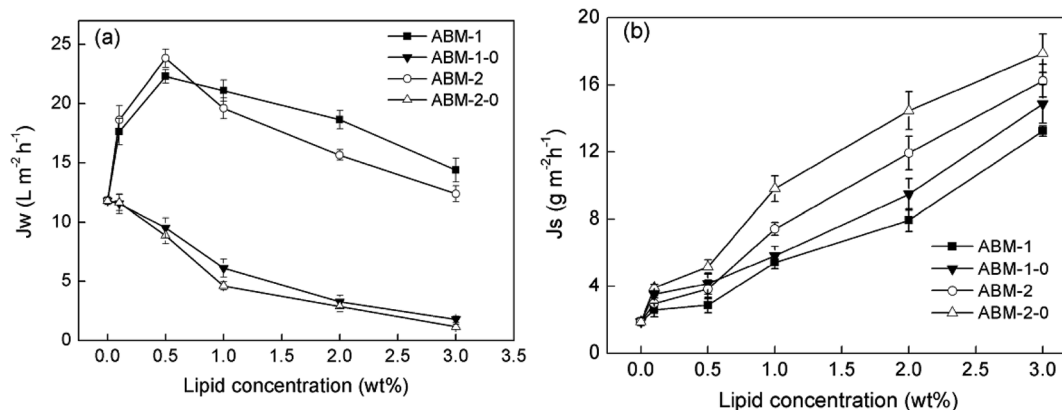 (a)
ABM-1
ABM-1-0
ABM-2
ABM-2-0
25
20
15
10
5
0
Jw (L m⁻²h⁻¹)
0.0 0.5 1.0 1.5 2.0 2.5 3.0 3.5
Lipid concentration (wt%)
(b)
20
16
12
8
4
0
Js (g m⁻²h⁻¹)
ABM-1
ABM-1-0
ABM-2
ABM-2-0
0.0 0.5 1.0 1.5 2.0 2.5 3.0
Lipid concentration (wt%)